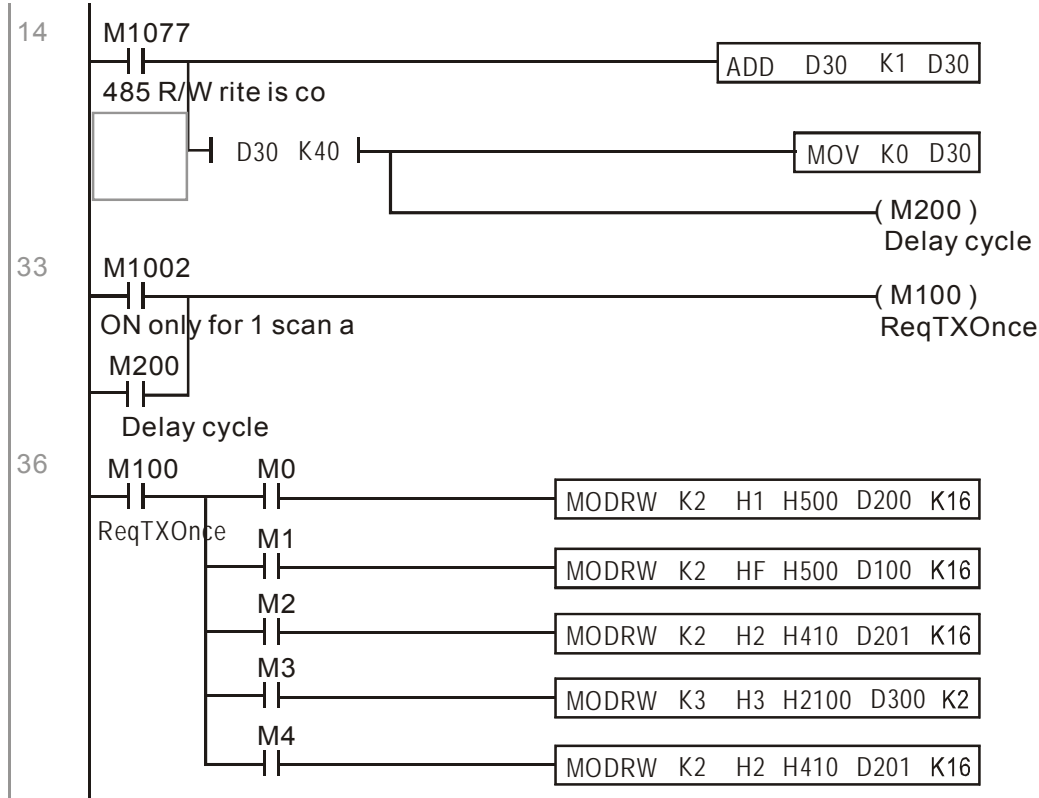 14
M1077
ADD D30 K1 D30
485 R/W rite is co
D30 K40
MOV K0 D30
( M200 )
Delay cycle
33
M1002
( M100 )
ON only for 1 scan a
ReqTXOnce
M200
Delay cycle
36
M100 M0
MODRW K2 H1 H500 D200 K16
ReqTXOnce
M1
MODRW K2 HF H500 D100 K16
M2
MODRW K2 H2 H410 D201 K16
M3
MODRW K3 H3 H2100 D300 K2
M4
MODRW K2 H2 H410 D201 K16